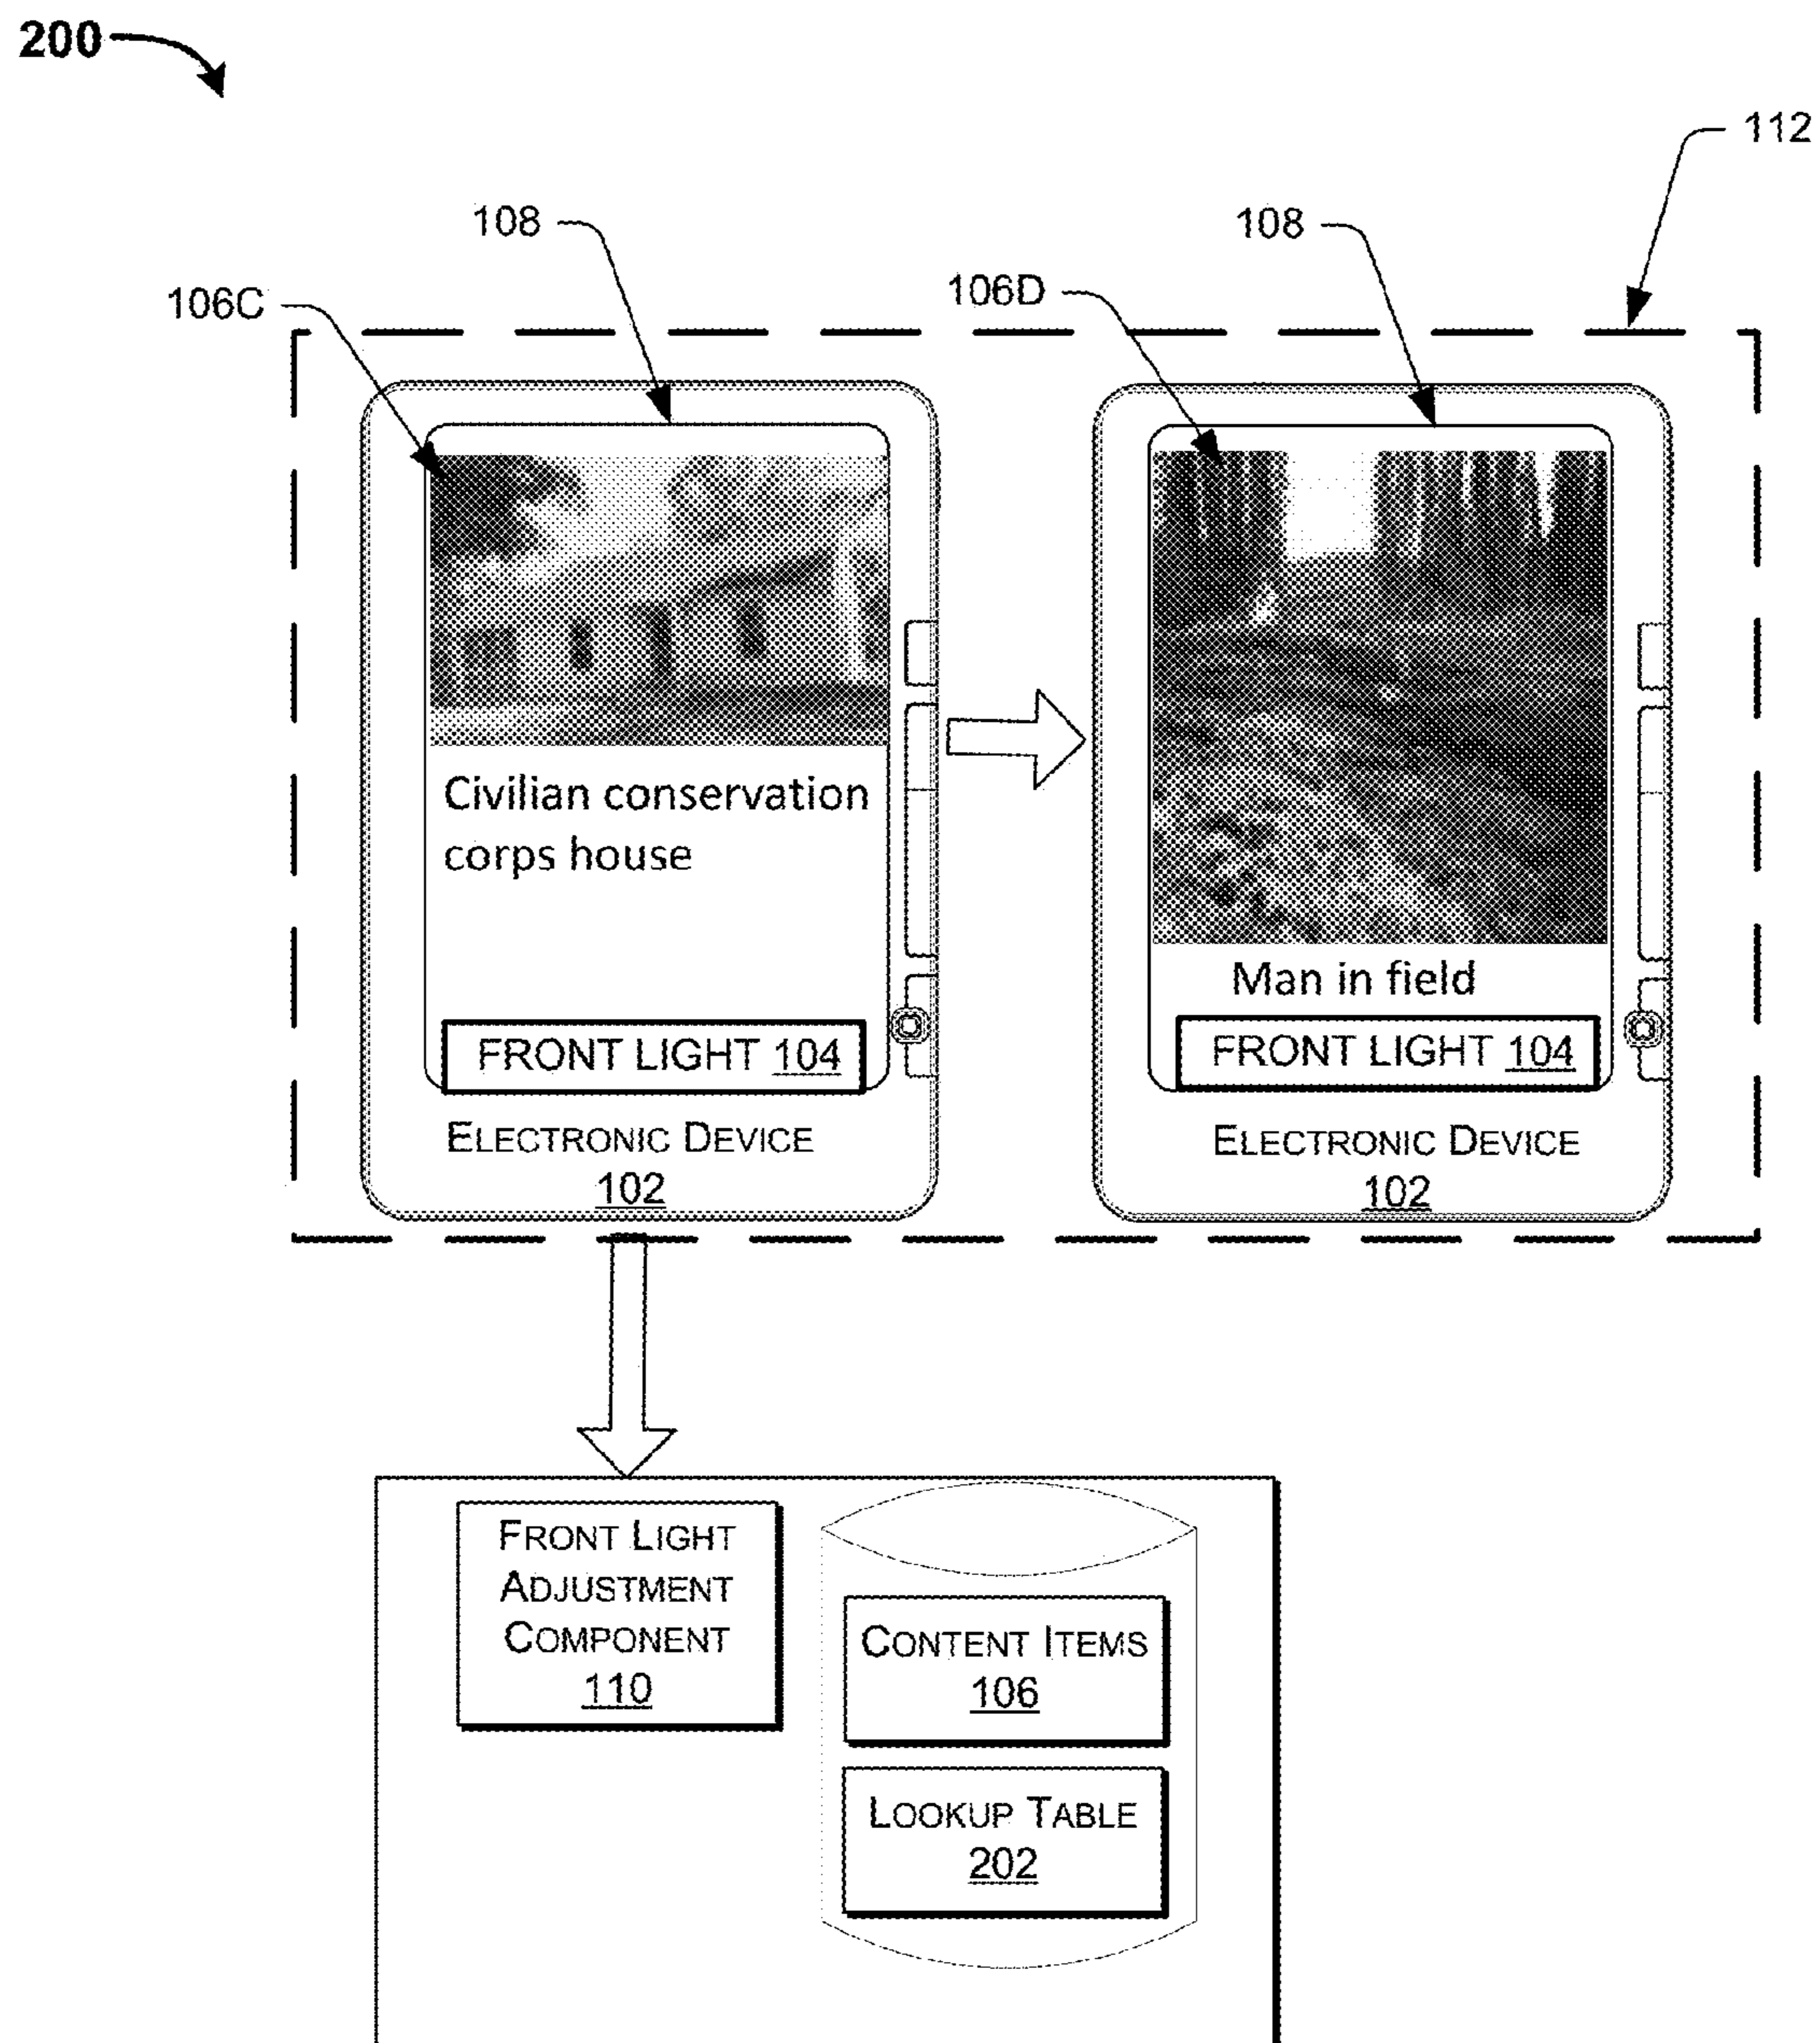 200
112
108
108
106C
106D
Civilian conservation
corps house
FRONT LIGHT 104
ELECTRONIC DEVICE
102
Man in field
FRONT LIGHT 104
ELECTRONIC DEVICE
102
FRONT LIGHT
ADJUSTMENT
COMPONENT
110
CONTENT ITEMS
106
LOOKUP TABLE
202